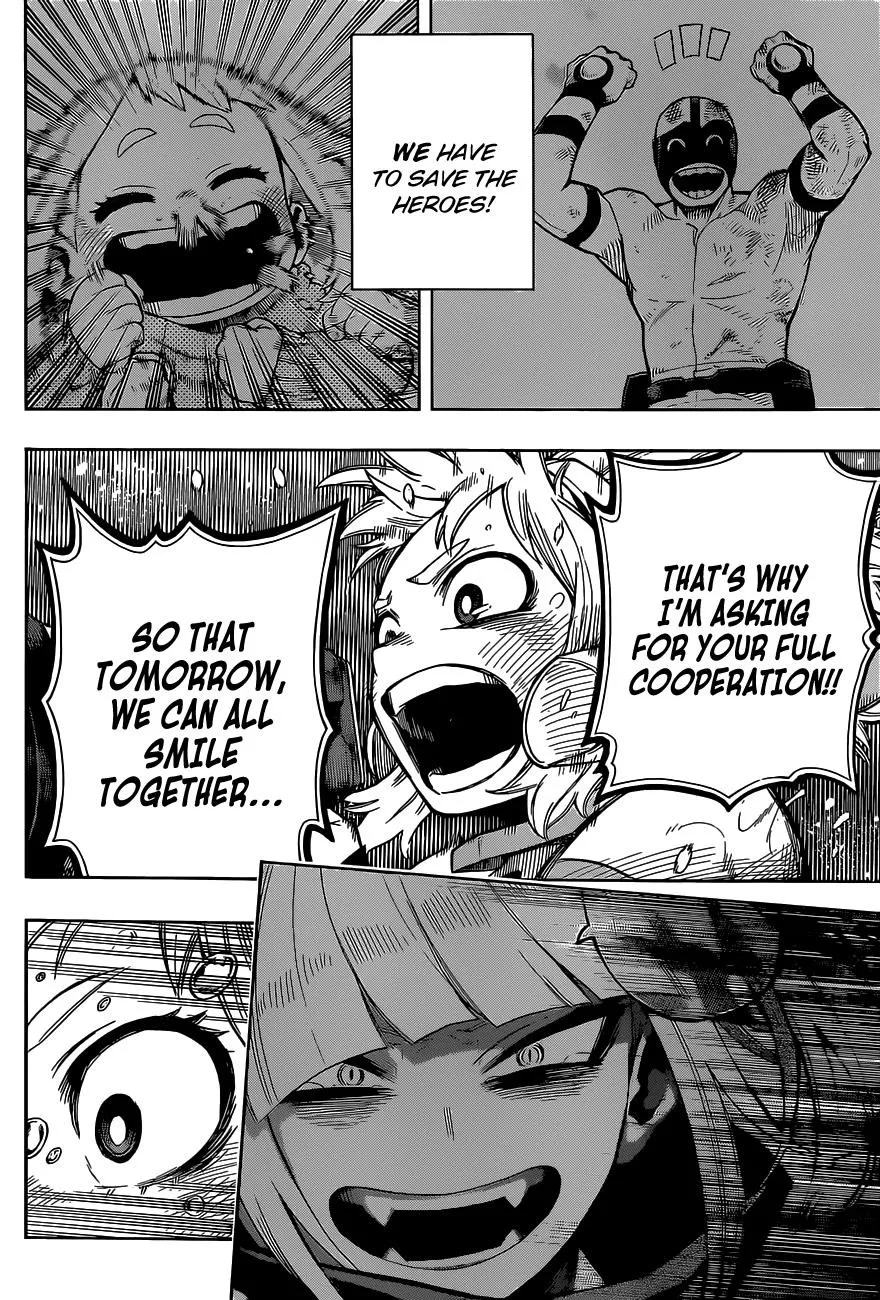 WE HAVE
TO SAVE THE
HEROES!
THAT'S WHY
I'M ASKING
FOR YOUR FULL
COOPERATION!!
SO THAT
TOMORROW,
WE CAN ALL
SMILE
TOGETHER...